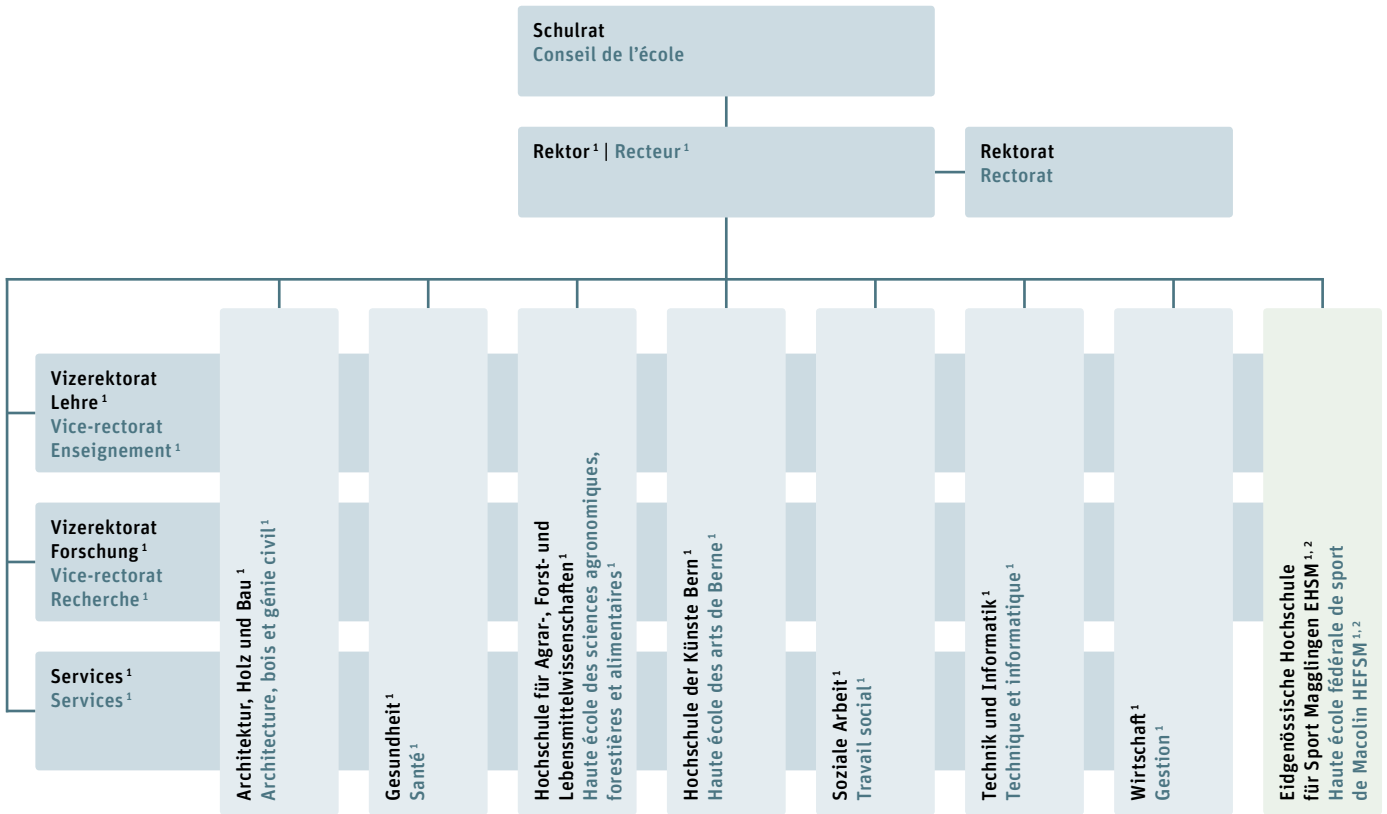 Schulrat
Conseil de l’école
Rektor¹ | Recteur¹
Rektorat
Rectorat
Vizerektorat
Lehre¹
Vice-rectorat
Enseignement¹
Vizerektorat
Forschung¹
Vice-rectorat
Recherche¹
Services¹
Services¹
Architektur, Holz und Bau¹
Architecture, bois et génie civil¹
Gesundheit¹
Santé¹
Hochschule für Agrar-, Forst- und
Lebensmittelwissenschaften¹
Haute école des sciences agronomiques,
forestières et alimentaires¹
Hochschule der Künste Bern¹
Haute école des arts de Berne¹
Soziale Arbeit¹
Travail social¹
Technik und Informatik¹
Technique et informatique¹
Wirtschaft¹
Gestion¹
Eidgenössische Hochschule
für Sport Magglingen EHSM¹,²
Haute école fédérale de sport
de Macolin HEFSM¹,²